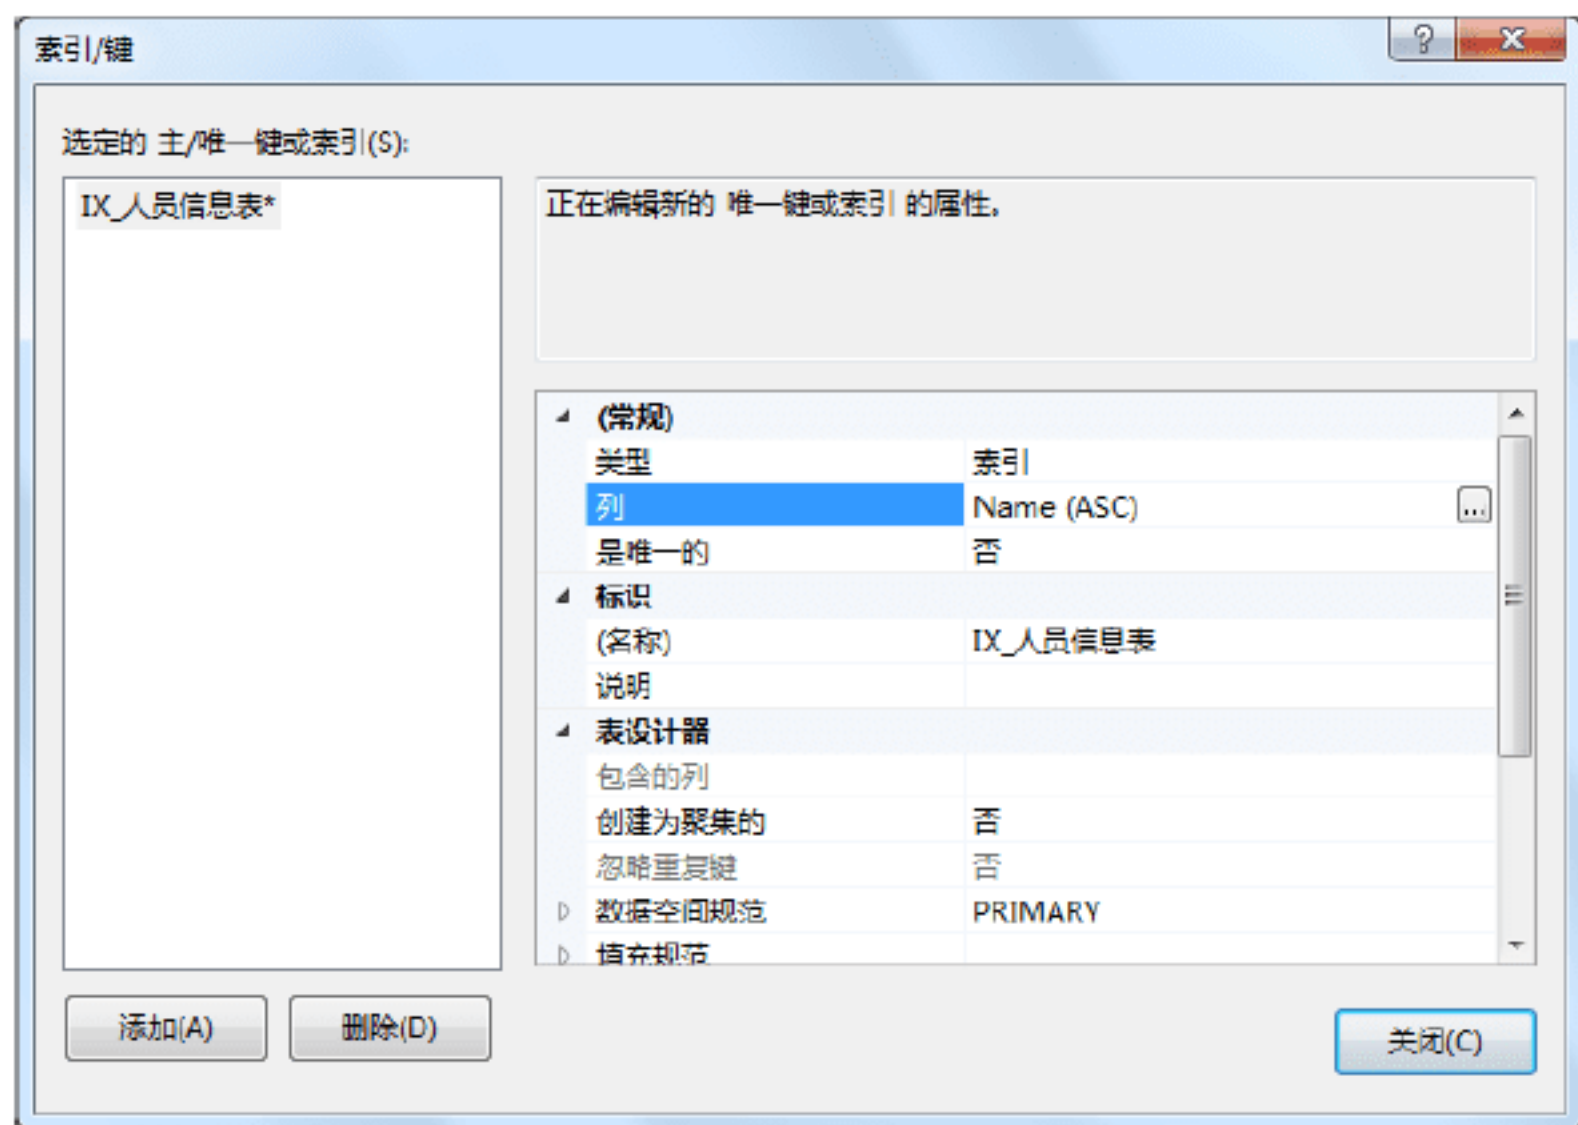 索引/键
选定的 主/唯一键或索引(S):
IX_人员信息表*
正在编辑新的 唯一键或索引 的属性。
(常规)
类型 索引
列 Name (ASC) ...
是唯一的 否
标识
(名称) IX_人员信息表
说明
表设计器
包含的列
创建为聚集的 否
忽略重复键 否
数据空间规范 PRIMARY
填充规范
添加(A) 删除(D)
关闭(C)